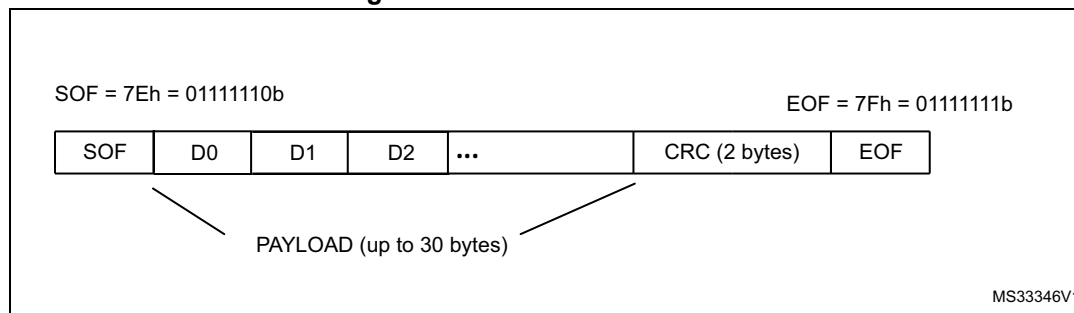 SOF = 7Eh = 01111110b
EOF = 7Fh = 01111111b
SOF D0 D1 D2 ... CRC (2 bytes) EOF
PAYLOAD (up to 30 bytes)
MS33346V1